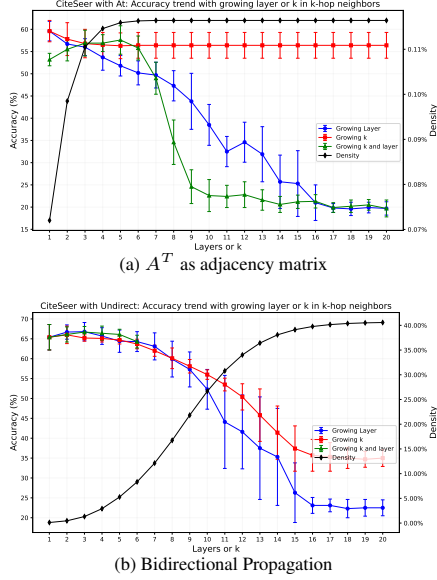 CiteSeer with At: Accuracy trend with growing layer or k in k-hop neighbors
60
55
50
45
40
35
30
25
20
15
Accuracy (%)
0.11%
0.10%
0.09%
0.08%
0.07%
Density
Growing Layer
Growing k
Growing k and layer
Density
1 2 3 4 5 6 7 8 9 10 11 12 13 14 15 16 17 18 19 20
Layers or k
(a) A^T as adjacency matrix
CiteSeer with Undirect: Accuracy trend with growing layer or k in k-hop neighbors
70
65
60
55
50
45
40
35
30
25
20
Accuracy (%)
40.00%
35.00%
30.00%
25.00%
20.00%
15.00%
10.00%
5.00%
0.00%
Density
Growing Layer
Growing k
Growing k and layer
Density
1 2 3 4 5 6 7 8 9 10 11 12 13 14 15 16 17 18 19 20
Layers or k
(b) Bidirectional Propagation